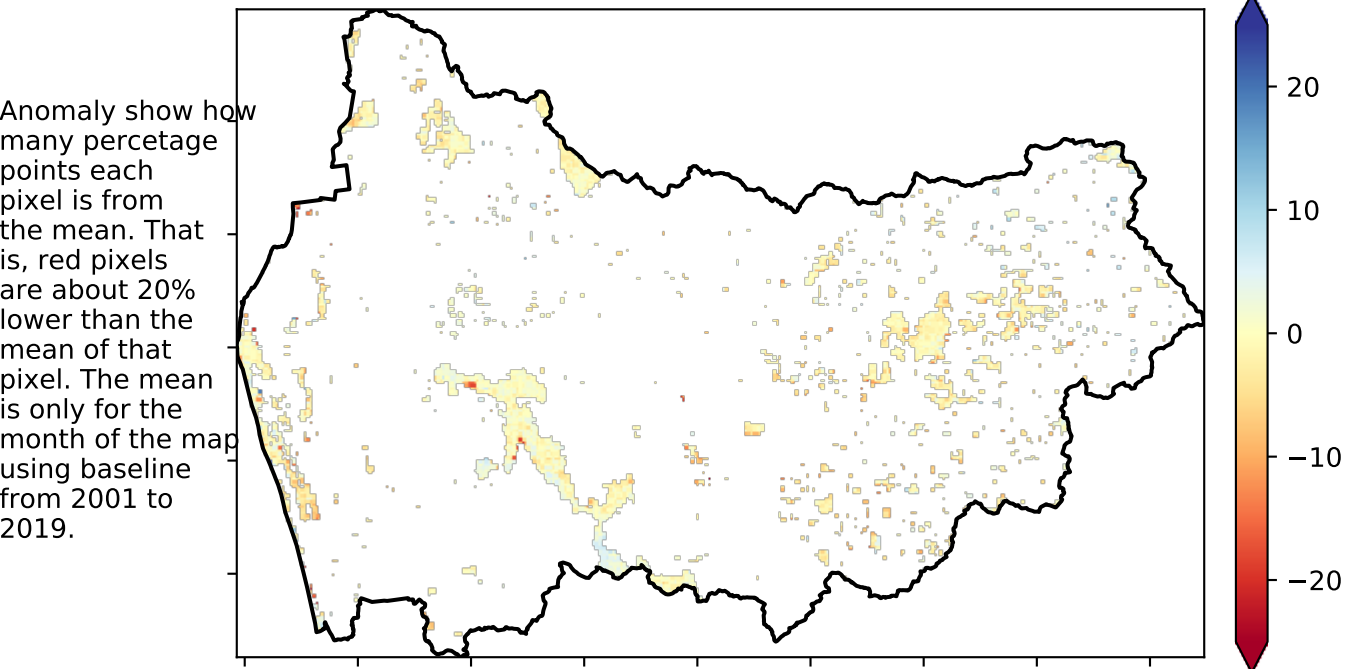 Anomaly show how
many percetage
points each
pixel is from
the mean. That
is, red pixels
are about 20%
lower than the
mean of that
pixel. The mean
is only for the
month of the map
using baseline
from 2001 to
2019.
20
10
0
−10
−20